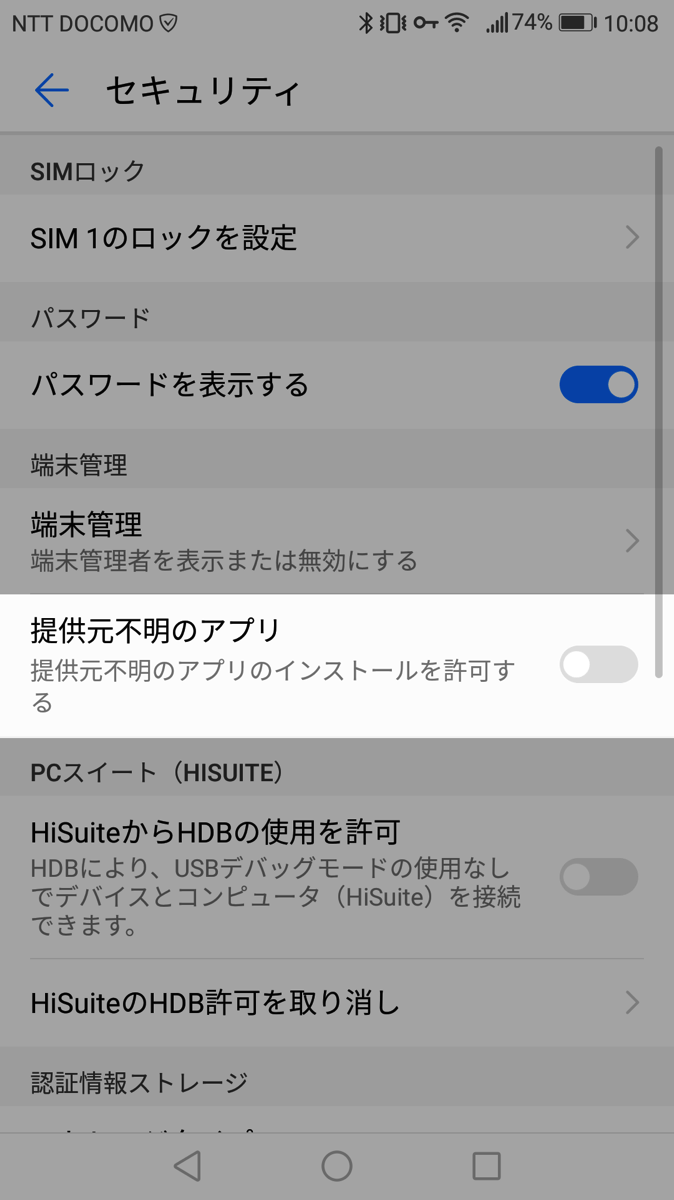 NTT DOCOMO 74% 10:08
セキュリティ
SIMロック
SIM 1のロックを設定
パスワード
パスワードを表示する
端末管理
端末管理
端末管理者を表示または無効にする
提供元不明のアプリ
提供元不明のアプリのインストールを許可す
る
PCスイート（HISUITE）
HiSuiteからHDBの使用を許可
HDBにより、USBデバッグモードの使用なし
でデバイスとコンピュータ（HiSuite）を接続
できます。
HiSuiteのHDB許可を取り消し
認証情報ストレージ